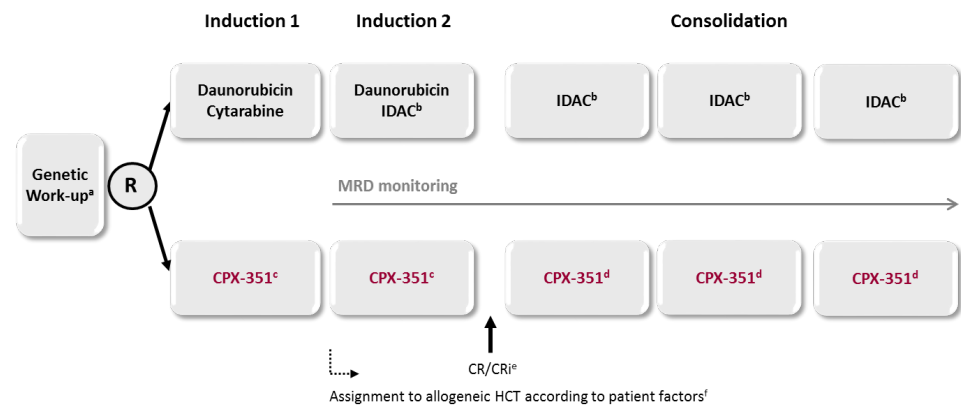 Induction 1
Induction 2
Consolidation
Daunorubicin
Cytarabine
Daunorubicin
IDACᵇ
IDACᵇ
IDACᵇ
IDACᵇ
Genetic
Work-upᵃ
R
MRD monitoring
CPX-351ᶜ
CPX-351ᶜ
CPX-351ᵈ
CPX-351ᵈ
CPX-351ᵈ
CR/CRiᵉ
Assignment to allogeneic HCT according to patient factorsᶠ